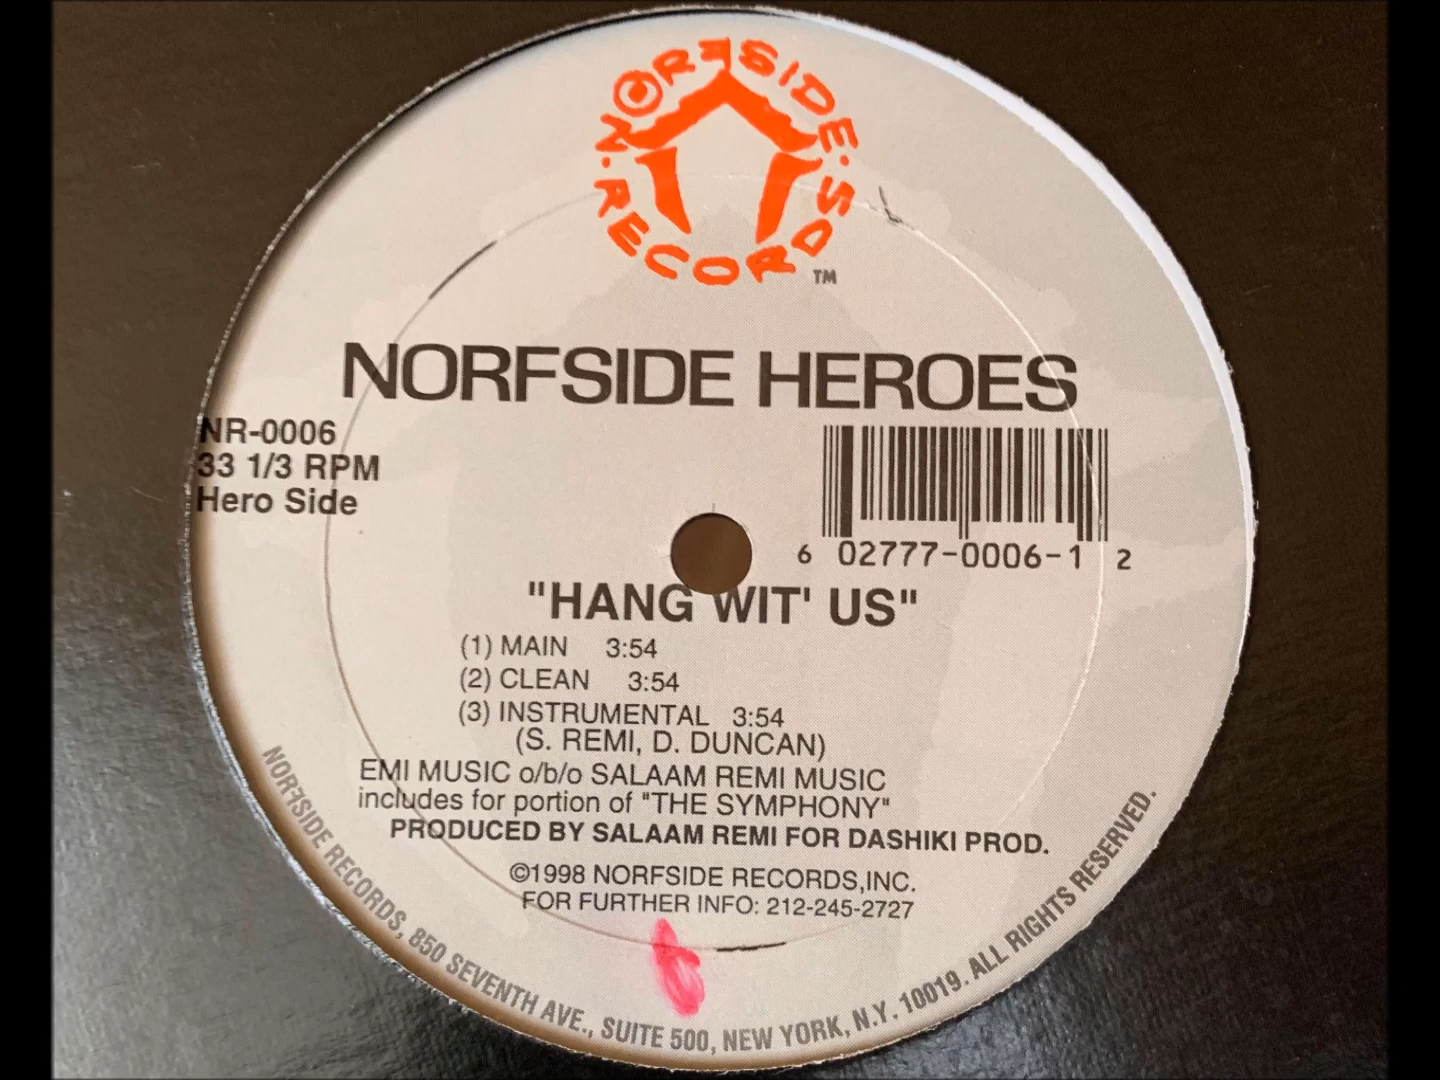 NORFSIDE · RECORDS ·
TM
NORFSIDE HEROES
NR-0006
33 1/3 RPM
Hero Side
6 02777-0006-1 2
"HANG WIT' US"
(1) MAIN 3:54
(2) CLEAN 3:54
(3) INSTRUMENTAL 3:54
(S. REMI, D. DUNCAN)
EMI MUSIC o/b/o SALAAM REMI MUSIC
includes for portion of "THE SYMPHONY"
PRODUCED BY SALAAM REMI FOR DASHIKI PROD.
©1998 NORFSIDE RECORDS,INC.
FOR FURTHER INFO: 212-245-2727
NORFSIDE RECORDS, 850 SEVENTH AVE., SUITE 500, NEW YORK, N.Y. 10019. ALL RIGHTS RESERVED.